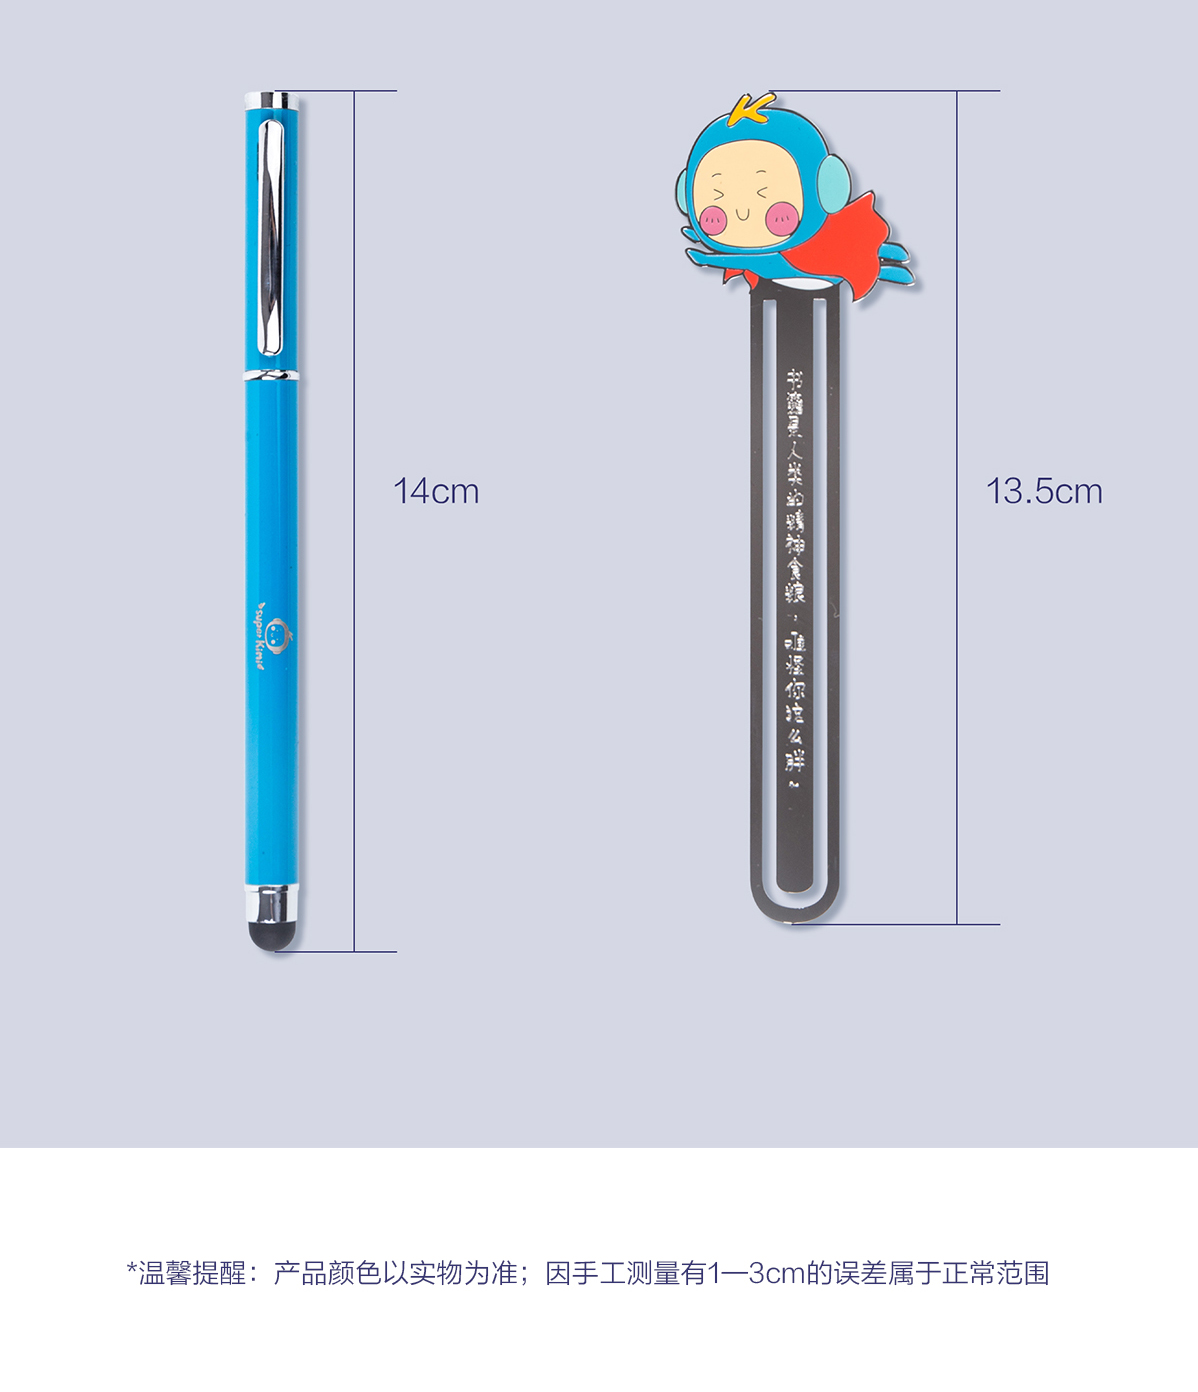 14cm
13.5cm
super Kimi
书籍是人类的精神食粮，难怪你这么胖~
*温馨提醒：产品颜色以实物为准；因手工测量有1—3cm的误差属于正常范围